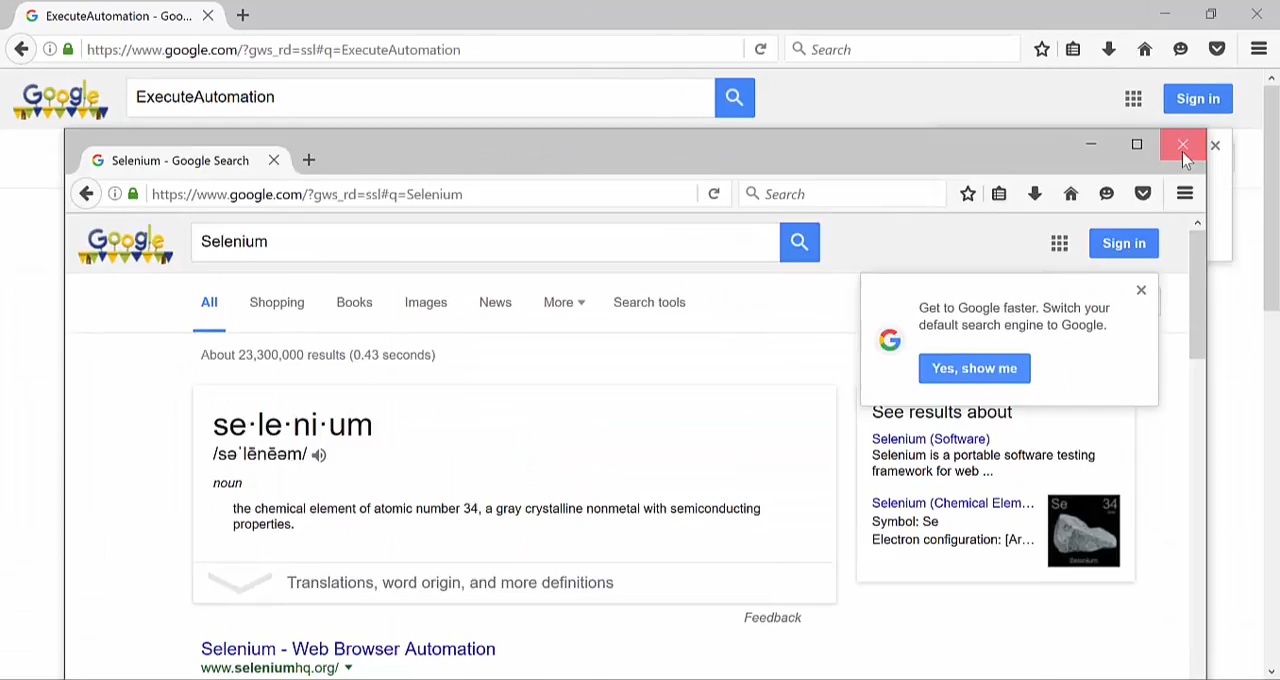 ExecuteAutomation - Goo...
https://www.google.com/?gws_rd=ssl#q=ExecuteAutomation
Search
Google
ExecuteAutomation
Sign in
Selenium - Google Search
https://www.google.com/?gws_rd=ssl#q=Selenium
Search
Google
Selenium
Sign in
All Shopping Books Images News More Search tools
Get to Google faster. Switch your
default search engine to Google.
Yes, show me
About 23,300,000 results (0.43 seconds)
se·le·ni·um
/səˈlēnēəm/
noun
the chemical element of atomic number 34, a gray crystalline nonmetal with semiconducting
properties.
Translations, word origin, and more definitions
Feedback
See results about
Selenium (Software)
Selenium is a portable software testing
framework for web ...
Selenium (Chemical Elem...
Symbol: Se
Electron configuration: [Ar...
Se 34
Selenium
Selenium - Web Browser Automation
www.seleniumhq.org/